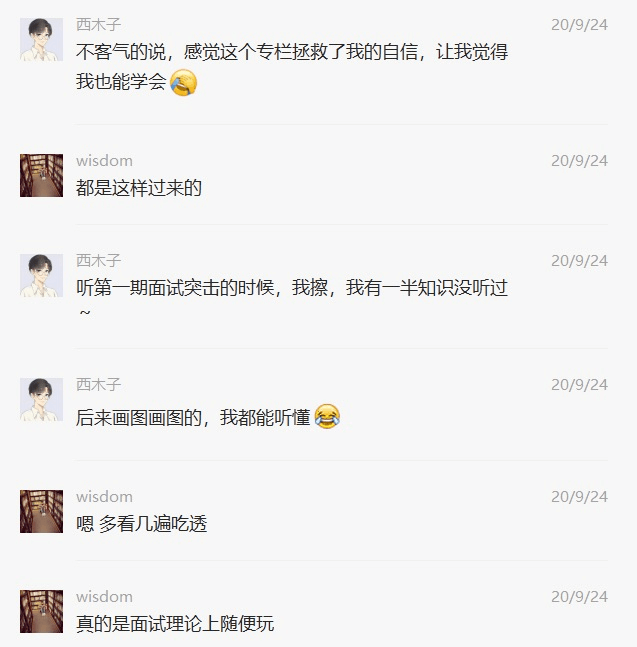 西木子 20/9/24
不客气的说，感觉这个专栏拯救了我的自信，让我觉得
我也能学会
wisdom 20/9/24
都是这样过来的
西木子 20/9/24
听第一期面试突击的时候，我擦，我有一半知识没听过
~
西木子 20/9/24
后来画图画图的，我都能听懂
wisdom 20/9/24
嗯 多看几遍吃透
wisdom 20/9/24
真的是面试理论上随便玩